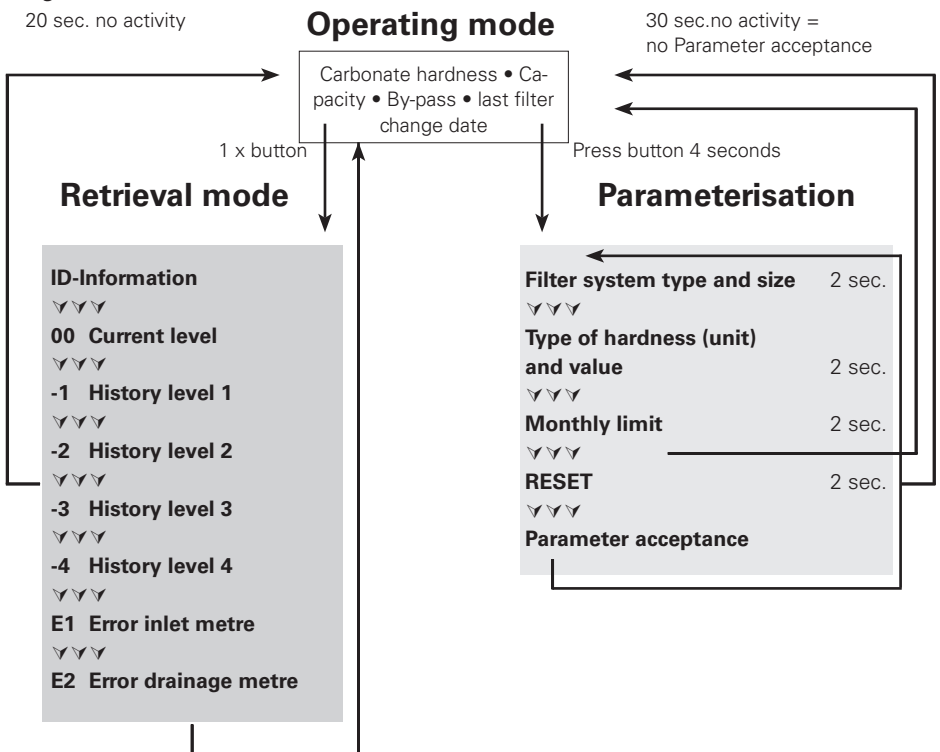 20 sec. no activity
Operating mode
30 sec.no activity =
no Parameter acceptance
Carbonate hardness • Ca-
pacity • By-pass • last filter
change date
1 x button
Press button 4 seconds
Retrieval mode
Parameterisation
ID-Information
00 Current level
-1 History level 1
-2 History level 2
-3 History level 3
-4 History level 4
E1 Error inlet metre
E2 Error drainage metre
Filter system type and size 2 sec.
Type of hardness (unit)
and value 2 sec.
Monthly limit 2 sec.
RESET 2 sec.
Parameter acceptance